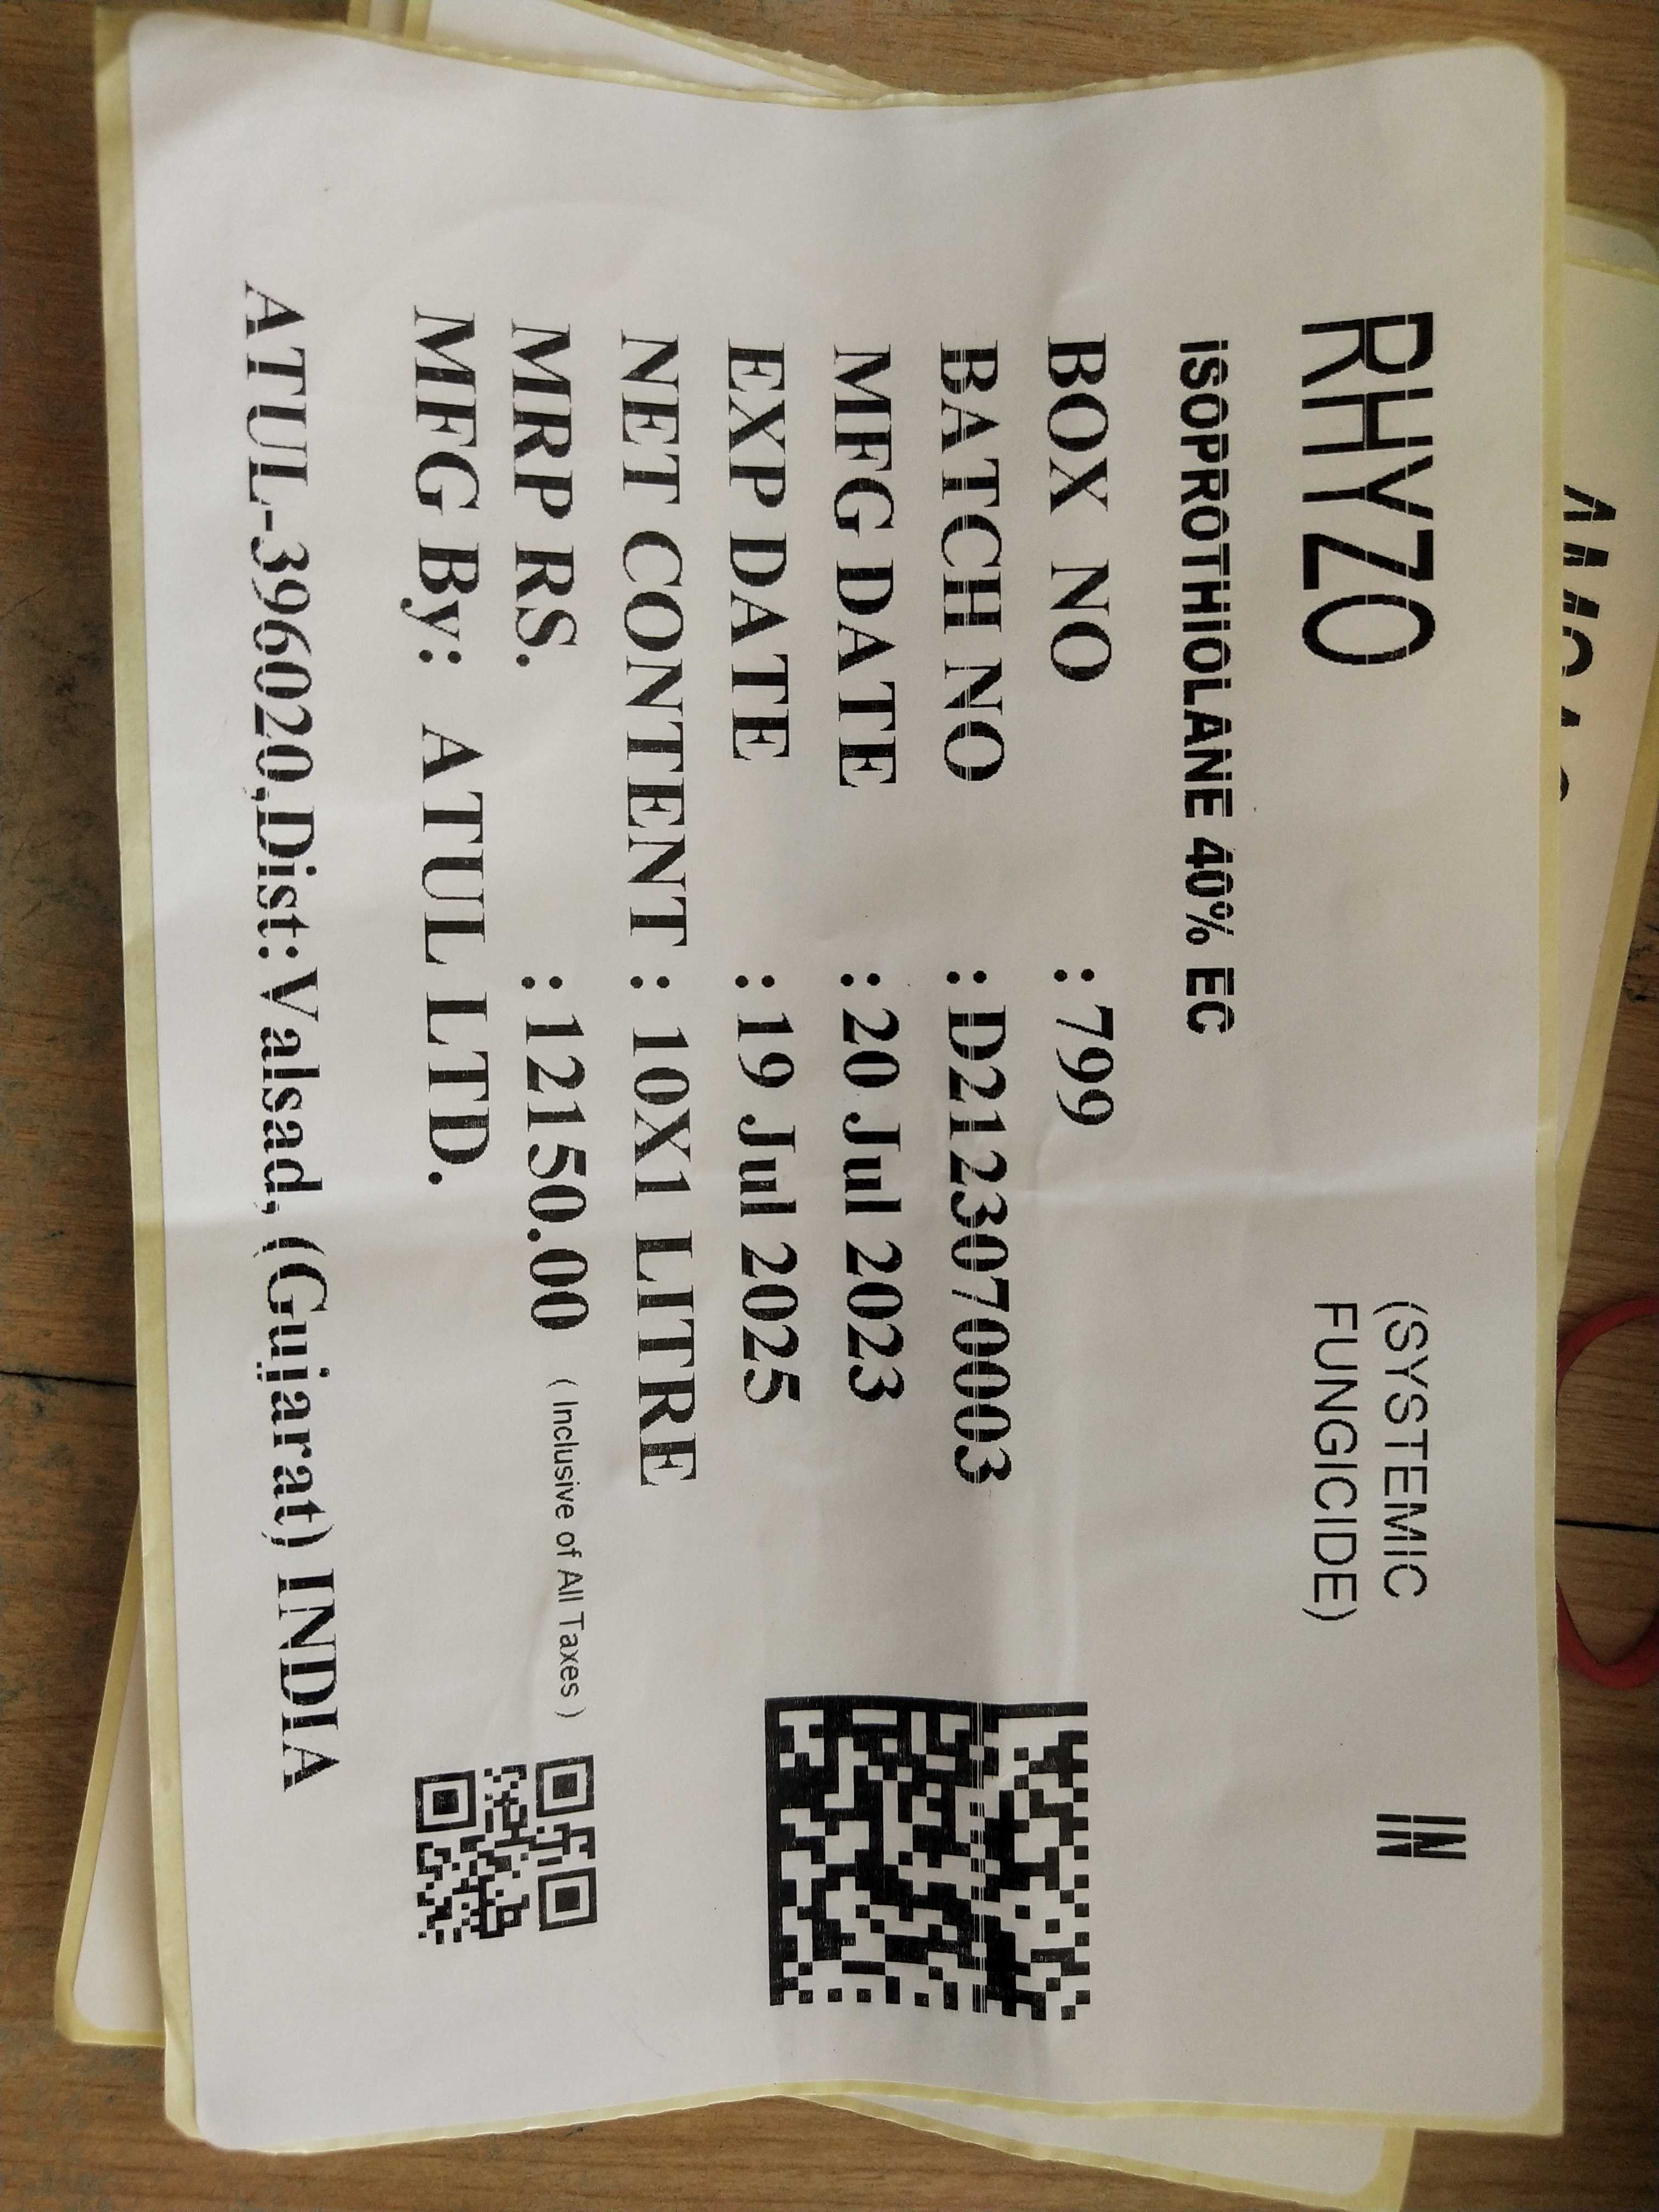 RHYZO
(SYSTEMIC
FUNGICIDE)
IN
ISOPROTHIOLANE 40% EC
BOX NO :799
BATCH NO :D2123070003
MFG DATE :20 Jul 2023
EXP DATE :19 Jul 2025
NET CONTENT : 10X1 LITRE
MRP RS. :12150.00 ( Inclusive of All Taxes )
MFG By: ATUL LTD.
ATUL-396020,Dist:Valsad, (Gujarat) INDIA